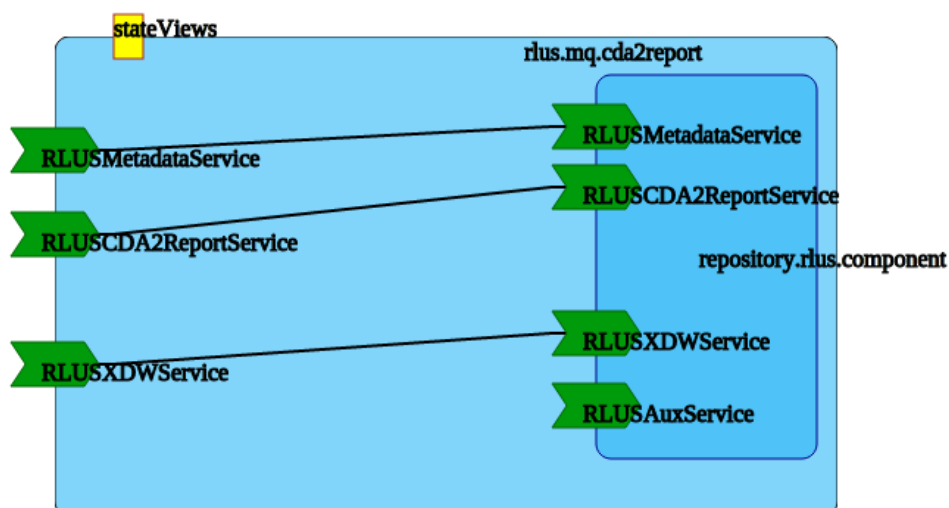 stateViews
rlus.mq.cda2report
RLUSMetadataService
RLUSMetadataService
RLUSCDA2ReportService
RLUSCDA2ReportService
repository.rlus.component
RLUSXDWService
RLUSXDWService
RLUSAuxService